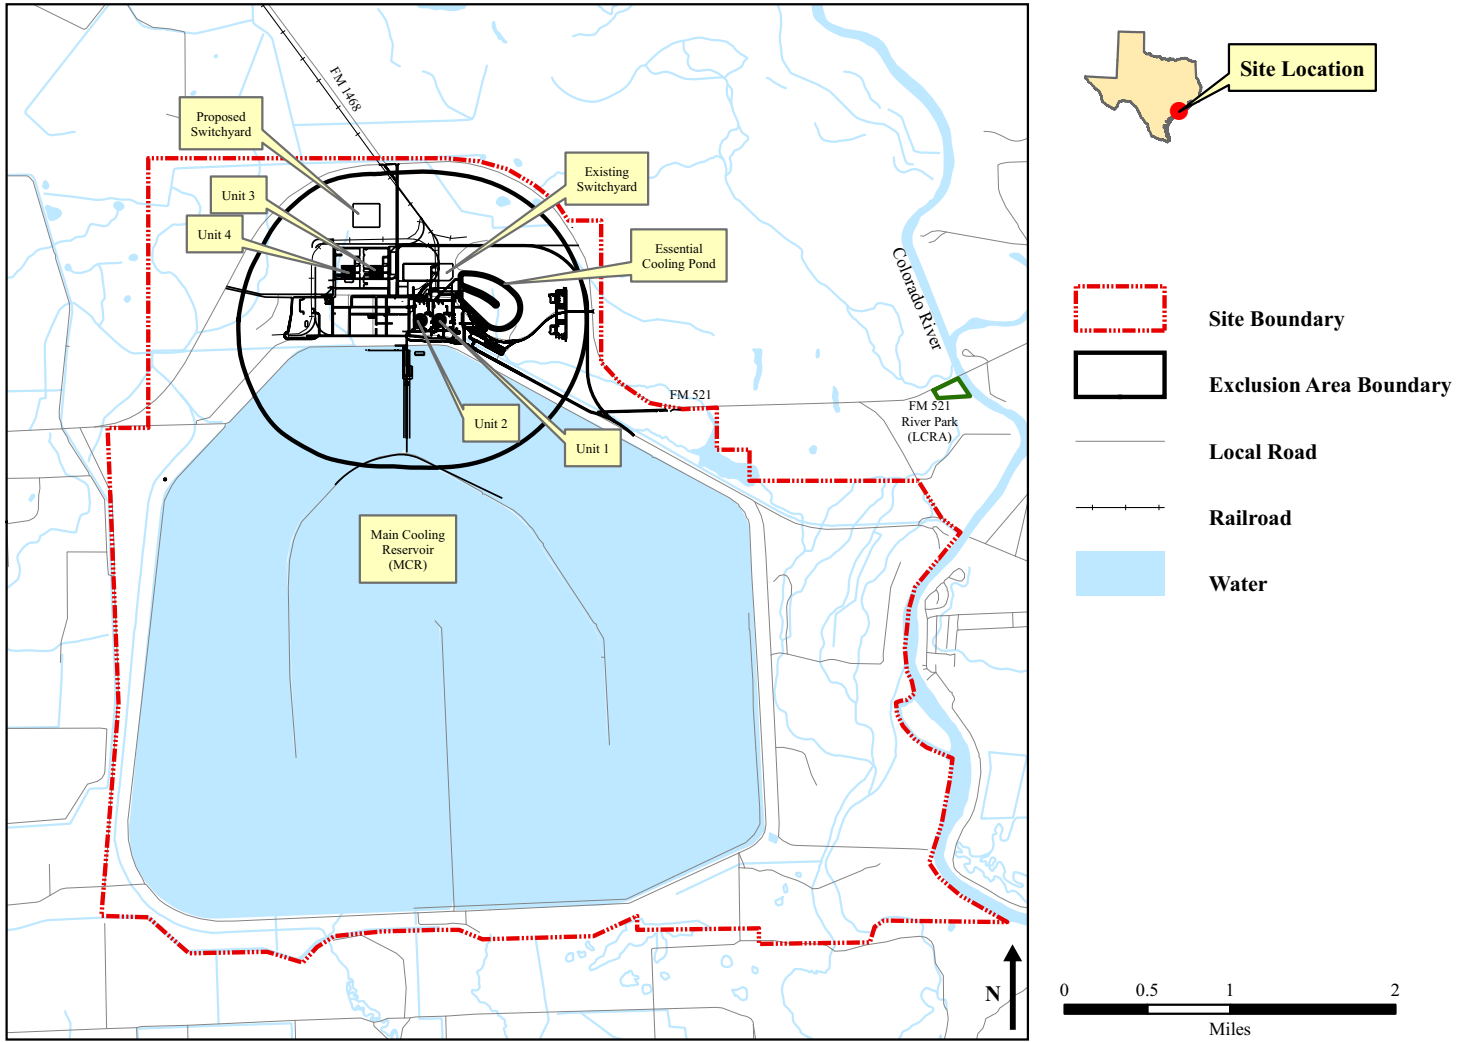 FM 1468
Proposed
Switchyard
Existing
Switchyard
Unit 3
Unit 4
Essential
Cooling Pond
Colorado River
FM 521
FM 521
River Park
(LCRA)
Unit 2
Unit 1
Main Cooling
Reservoir
(MCR)
N
Site Location
Site Boundary
Exclusion Area Boundary
Local Road
Railroad
Water
0 0.5 1 2
Miles